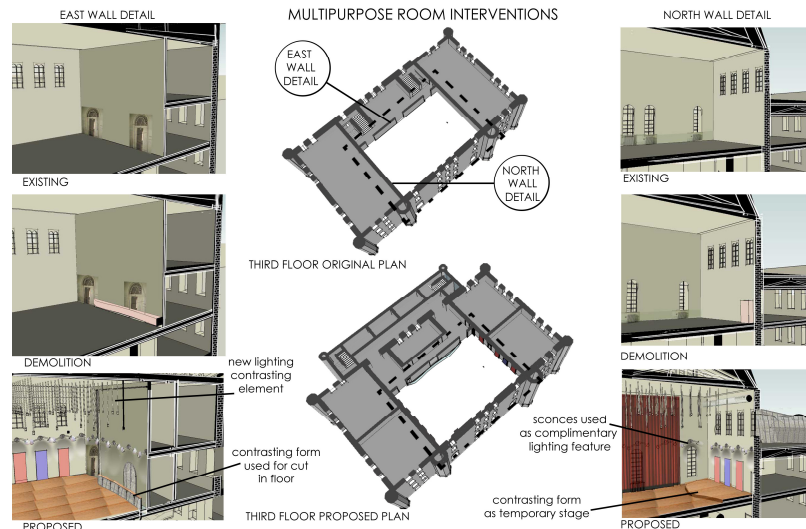 EAST WALL DETAIL
MULTIPURPOSE ROOM INTERVENTIONS
NORTH WALL DETAIL
EAST
WALL
DETAIL
NORTH
WALL
DETAIL
EXISTING
EXISTING
THIRD FLOOR ORIGINAL PLAN
DEMOLITION
DEMOLITION
new lighting
contrasting
element
contrasting form
used for cut
in floor
sconces used
as complimentary
lighting feature
contrasting form
as temporary stage
PROPOSED
THIRD FLOOR PROPOSED PLAN
PROPOSED